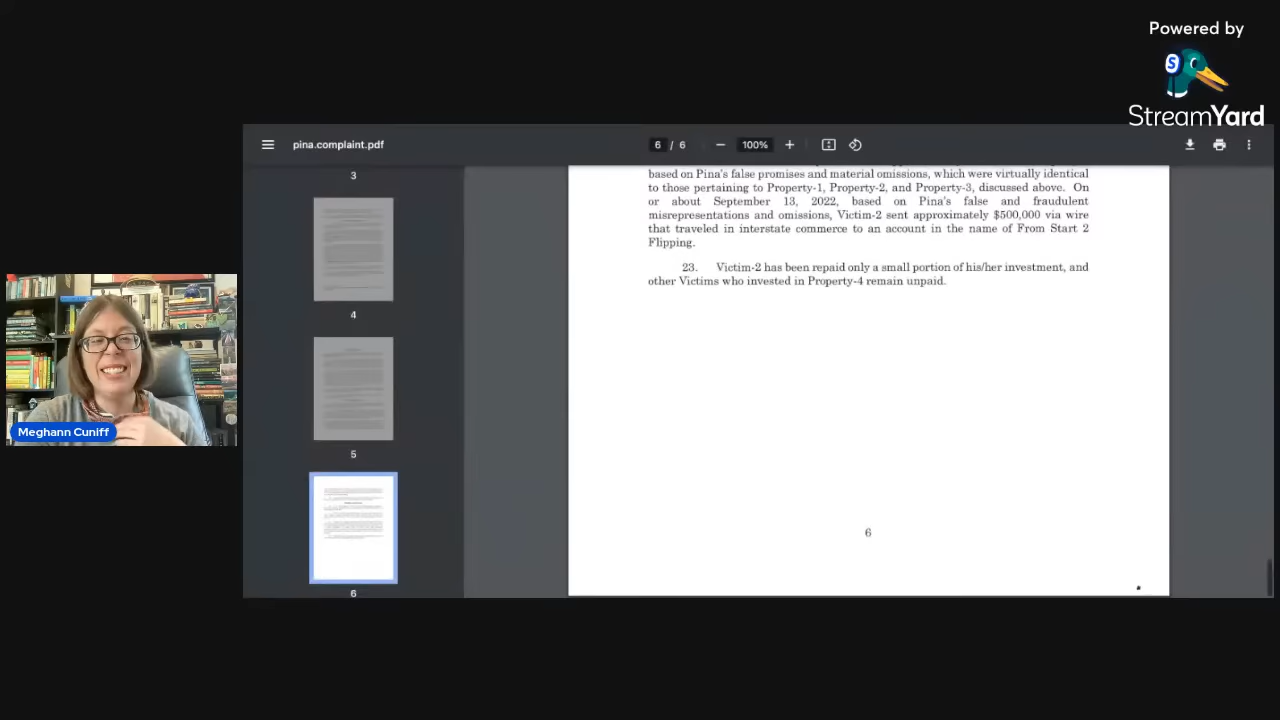 Powered by
StreamYard
pina.complaint.pdf
6 / 6
100%
3
based on Pina's false promises and material omissions, which were virtually identical
to those pertaining to Property-1, Property-2, and Property-3, discussed above. On
or about September 13, 2022, based on Pina's false and fraudulent
misrepresentations and omissions, Victim-2 sent approximately $500,000 via wire
that traveled in interstate commerce to an account in the name of From Start 2
Flipping.
23. Victim-2 has been repaid only a small portion of his/her investment, and
other Victims who invested in Property-4 remain unpaid.
4
Meghann Cuniff
5
6
6